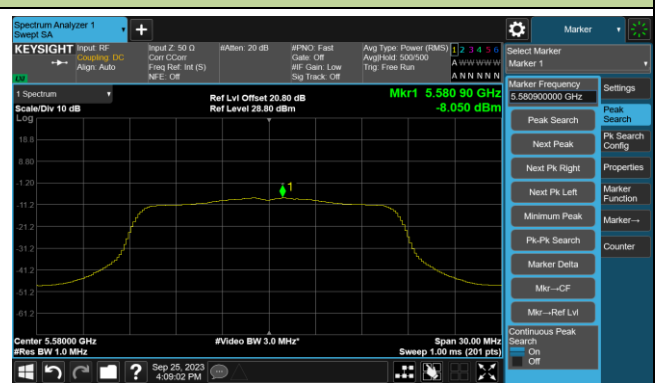 Spectrum Analyzer 1
Swept SA
Marker
KEYSIGHT
Input: RF
Coupling: DC
Align: Auto
Input Z: 50 Ω
Corr CCorr
Freq Ref: Int (S)
NFE: Off
#Atten: 20 dB
#PNO: Fast
Gate: Off
#IF Gain: Low
Sig Track: Off
Avg Type: Power (RMS)
Avg|Hold: 500/500
Trig: Free Run
1 2 3 4 5 6
A W W W W W
A N N N N N
LW
Select Marker
Marker 1
1 Spectrum
Scale/Div 10 dB
Log
Ref Lvl Offset 20.80 dB
Ref Level 28.80 dBm
Mkr1 5.580 90 GHz
-8.050 dBm
18.8
8.80
-1.20
-11.2
-21.2
-31.2
-41.2
-51.2
-61.2
1
Center 5.58000 GHz
#Res BW 1.0 MHz
#Video BW 3.0 MHz*
Span 30.00 MHz
Sweep 1.00 ms (201 pts)
Marker Frequency
5.580900000 GHz
Peak Search
Next Peak
Next Pk Right
Next Pk Left
Minimum Peak
Pk-Pk Search
Marker Delta
Mkr→CF
Mkr→Ref Lvl
Continuous Peak
Search
On
Off
Settings
Peak
Search
Pk Search
Config
Properties
Marker
Function
Marker→
Counter
Sep 25, 2023
4:09:02 PM